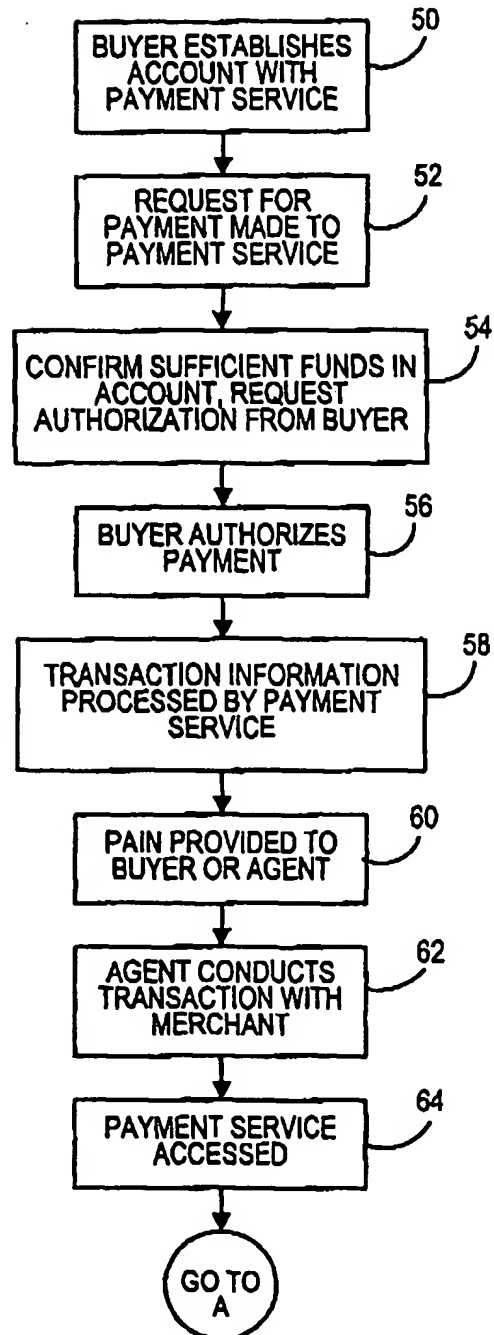 50
BUYER ESTABLISHES
ACCOUNT WITH
PAYMENT SERVICE
52
REQUEST FOR
PAYMENT MADE TO
PAYMENT SERVICE
54
CONFIRM SUFFICIENT FUNDS IN
ACCOUNT, REQUEST
AUTHORIZATION FROM BUYER
56
BUYER AUTHORIZES
PAYMENT
58
TRANSACTION INFORMATION
PROCESSED BY PAYMENT
SERVICE
60
PAIN PROVIDED TO
BUYER OR AGENT
62
AGENT CONDUCTS
TRANSACTION WITH
MERCHANT
64
PAYMENT SERVICE
ACCESSED
GO TO
A